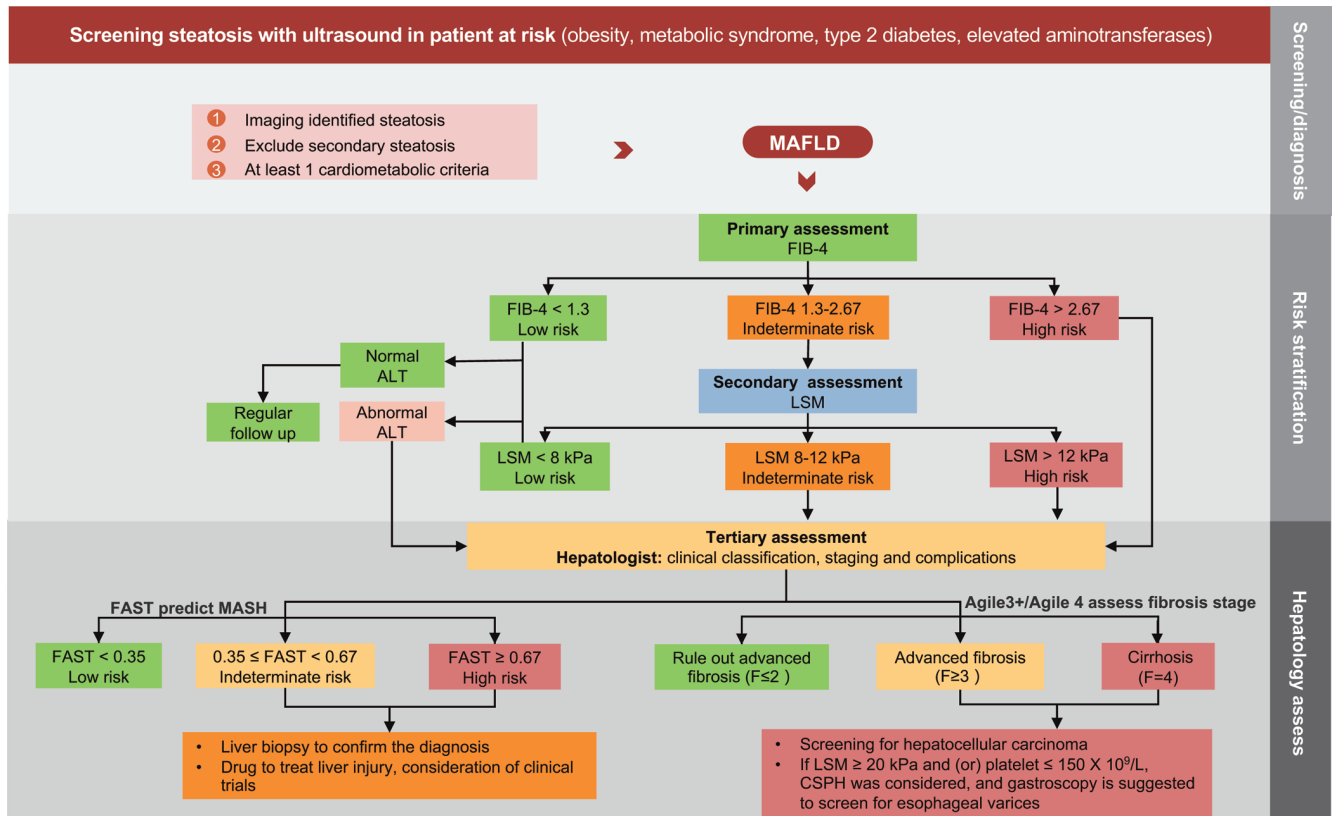 Screening steatosis with ultrasound in patient at risk (obesity, metabolic syndrome, type 2 diabetes, elevated aminotransferases)
Screening/diagnosis
1 Imaging identified steatosis
2 Exclude secondary steatosis
3 At least 1 cardiometabolic criteria
MAFLD
Risk stratification
Primary assessment
FIB-4
FIB-4 < 1.3
Low risk
FIB-4 1.3-2.67
Indeterminate risk
FIB-4 > 2.67
High risk
Normal
ALT
Regular
follow up
Abnormal
ALT
Secondary assessment
LSM
LSM < 8 kPa
Low risk
LSM 8-12 kPa
Indeterminate risk
LSM > 12 kPa
High risk
Hepatology assess
Tertiary assessment
Hepatologist: clinical classification, staging and complications
FAST predict MASH
Agile3+/Agile 4 assess fibrosis stage
FAST < 0.35
Low risk
0.35 ≤ FAST < 0.67
Indeterminate risk
FAST ≥ 0.67
High risk
Rule out advanced
fibrosis (F≤2 )
Advanced fibrosis
(F≥3 )
Cirrhosis
(F=4)
• Liver biopsy to confirm the diagnosis
• Drug to treat liver injury, consideration of clinical
trials
• Screening for hepatocellular carcinoma
• If LSM ≥ 20 kPa and (or) platelet ≤ 150 X 10⁹/L,
CSPH was considered, and gastroscopy is suggested
to screen for esophageal varices